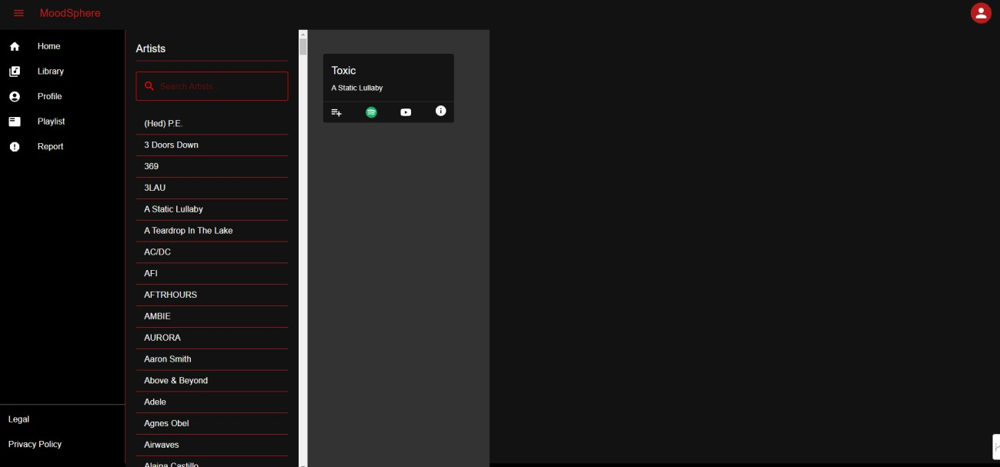 MoodSphere
Home
Library
Profile
Playlist
Report
Legal
Privacy Policy
Artists
Search Artists
(Hed) P.E.
3 Doors Down
369
3LAU
A Static Lullaby
A Teardrop In The Lake
AC/DC
AFI
AFTRHOURS
AMBIE
AURORA
Aaron Smith
Above & Beyond
Adele
Agnes Obel
Airwaves
Alaina Castillo
Toxic
A Static Lullaby